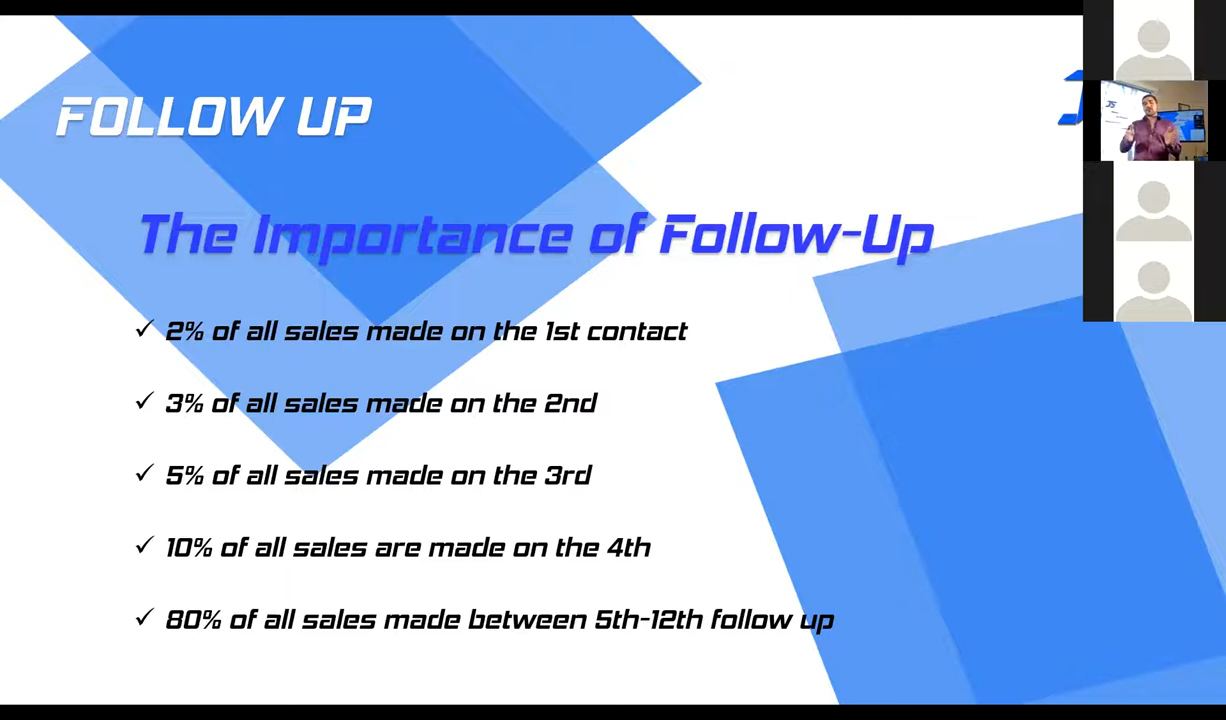 FOLLOW UP
The Importance of Follow-Up
2% of all sales made on the 1st contact
3% of all sales made on the 2nd
5% of all sales made on the 3rd
10% of all sales are made on the 4th
80% of all sales made between 5th-12th follow up
JS